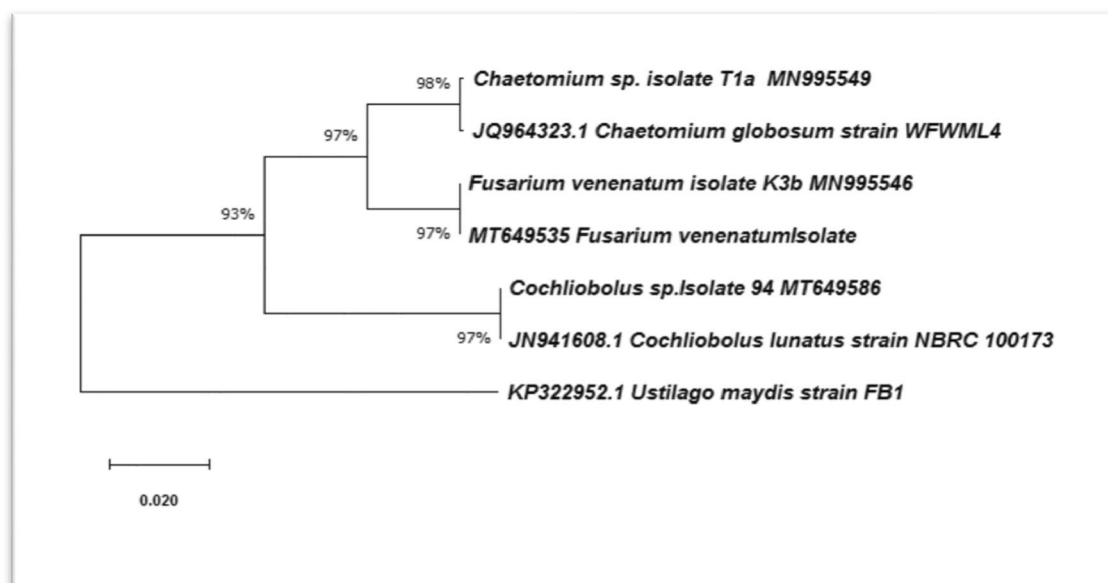 98%
Chaetomium sp. isolate T1a MN995549
JQ964323.1 Chaetomium globosum strain WFWML4
97%
Fusarium venenatum isolate K3b MN995546
97%
MT649535 Fusarium venenatumIsolate
93%
Cochliobolus sp.Isolate 94 MT649586
97%
JN941608.1 Cochliobolus lunatus strain NBRC 100173
KP322952.1 Ustilago maydis strain FB1
0.020